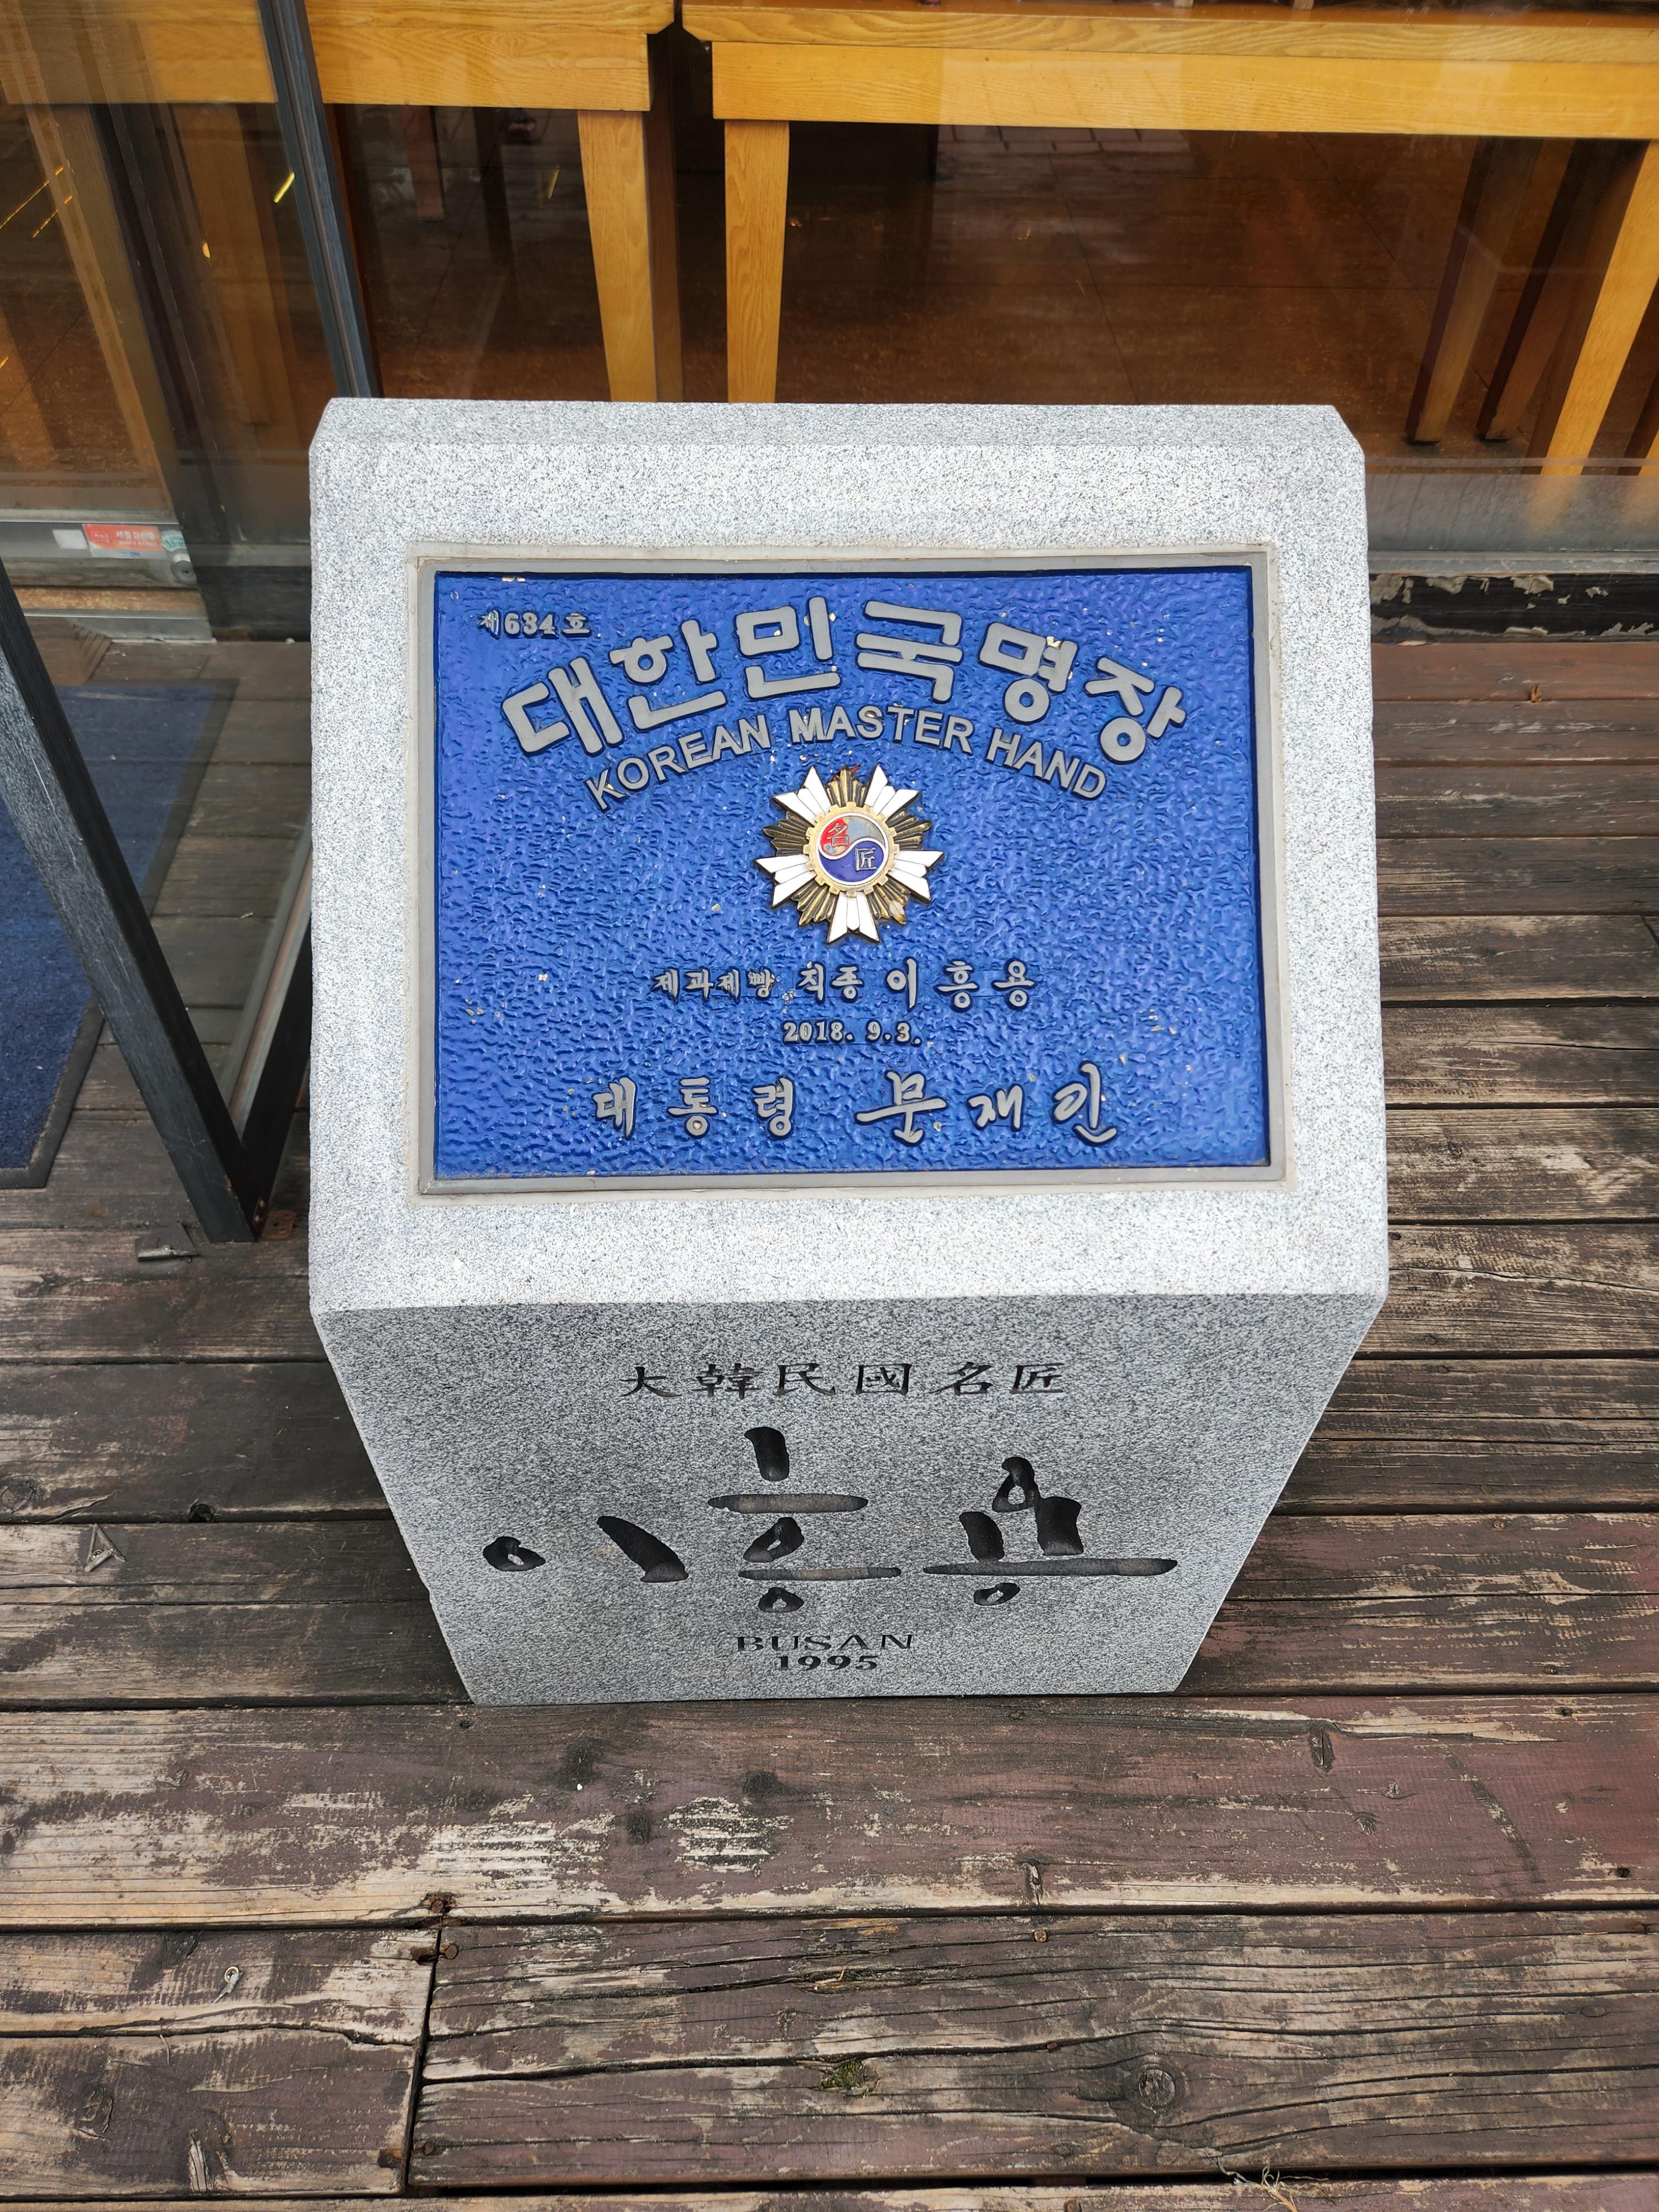 제634호
대한민국명장
KOREAN MASTER HAND
名
匠
제과제빵 직종 이흥용
2018. 9.3.
대통령 문재인
大韓民國名匠
이흥용
BUSAN
1995